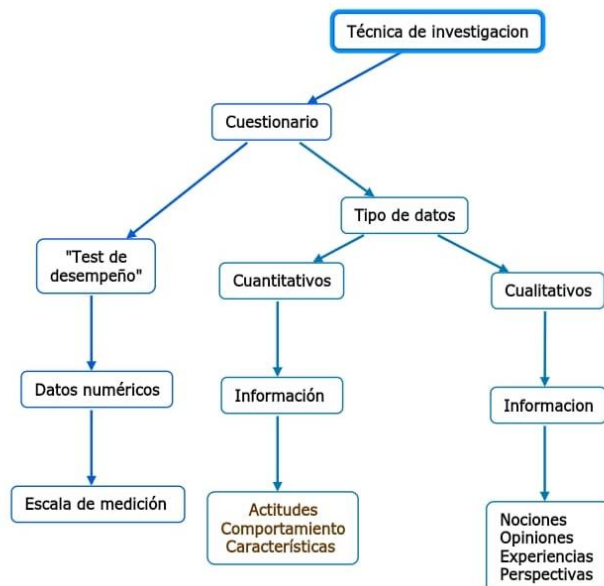 Técnica de investigacion
Cuestionario
Tipo de datos
"Test de
desempeño"
Cuantitativos
Cualitativos
Datos numéricos
Información
Informacion
Escala de medición
Actitudes
Comportamiento
Características
Nociones
Opiniones
Experiencias
Perspectivas